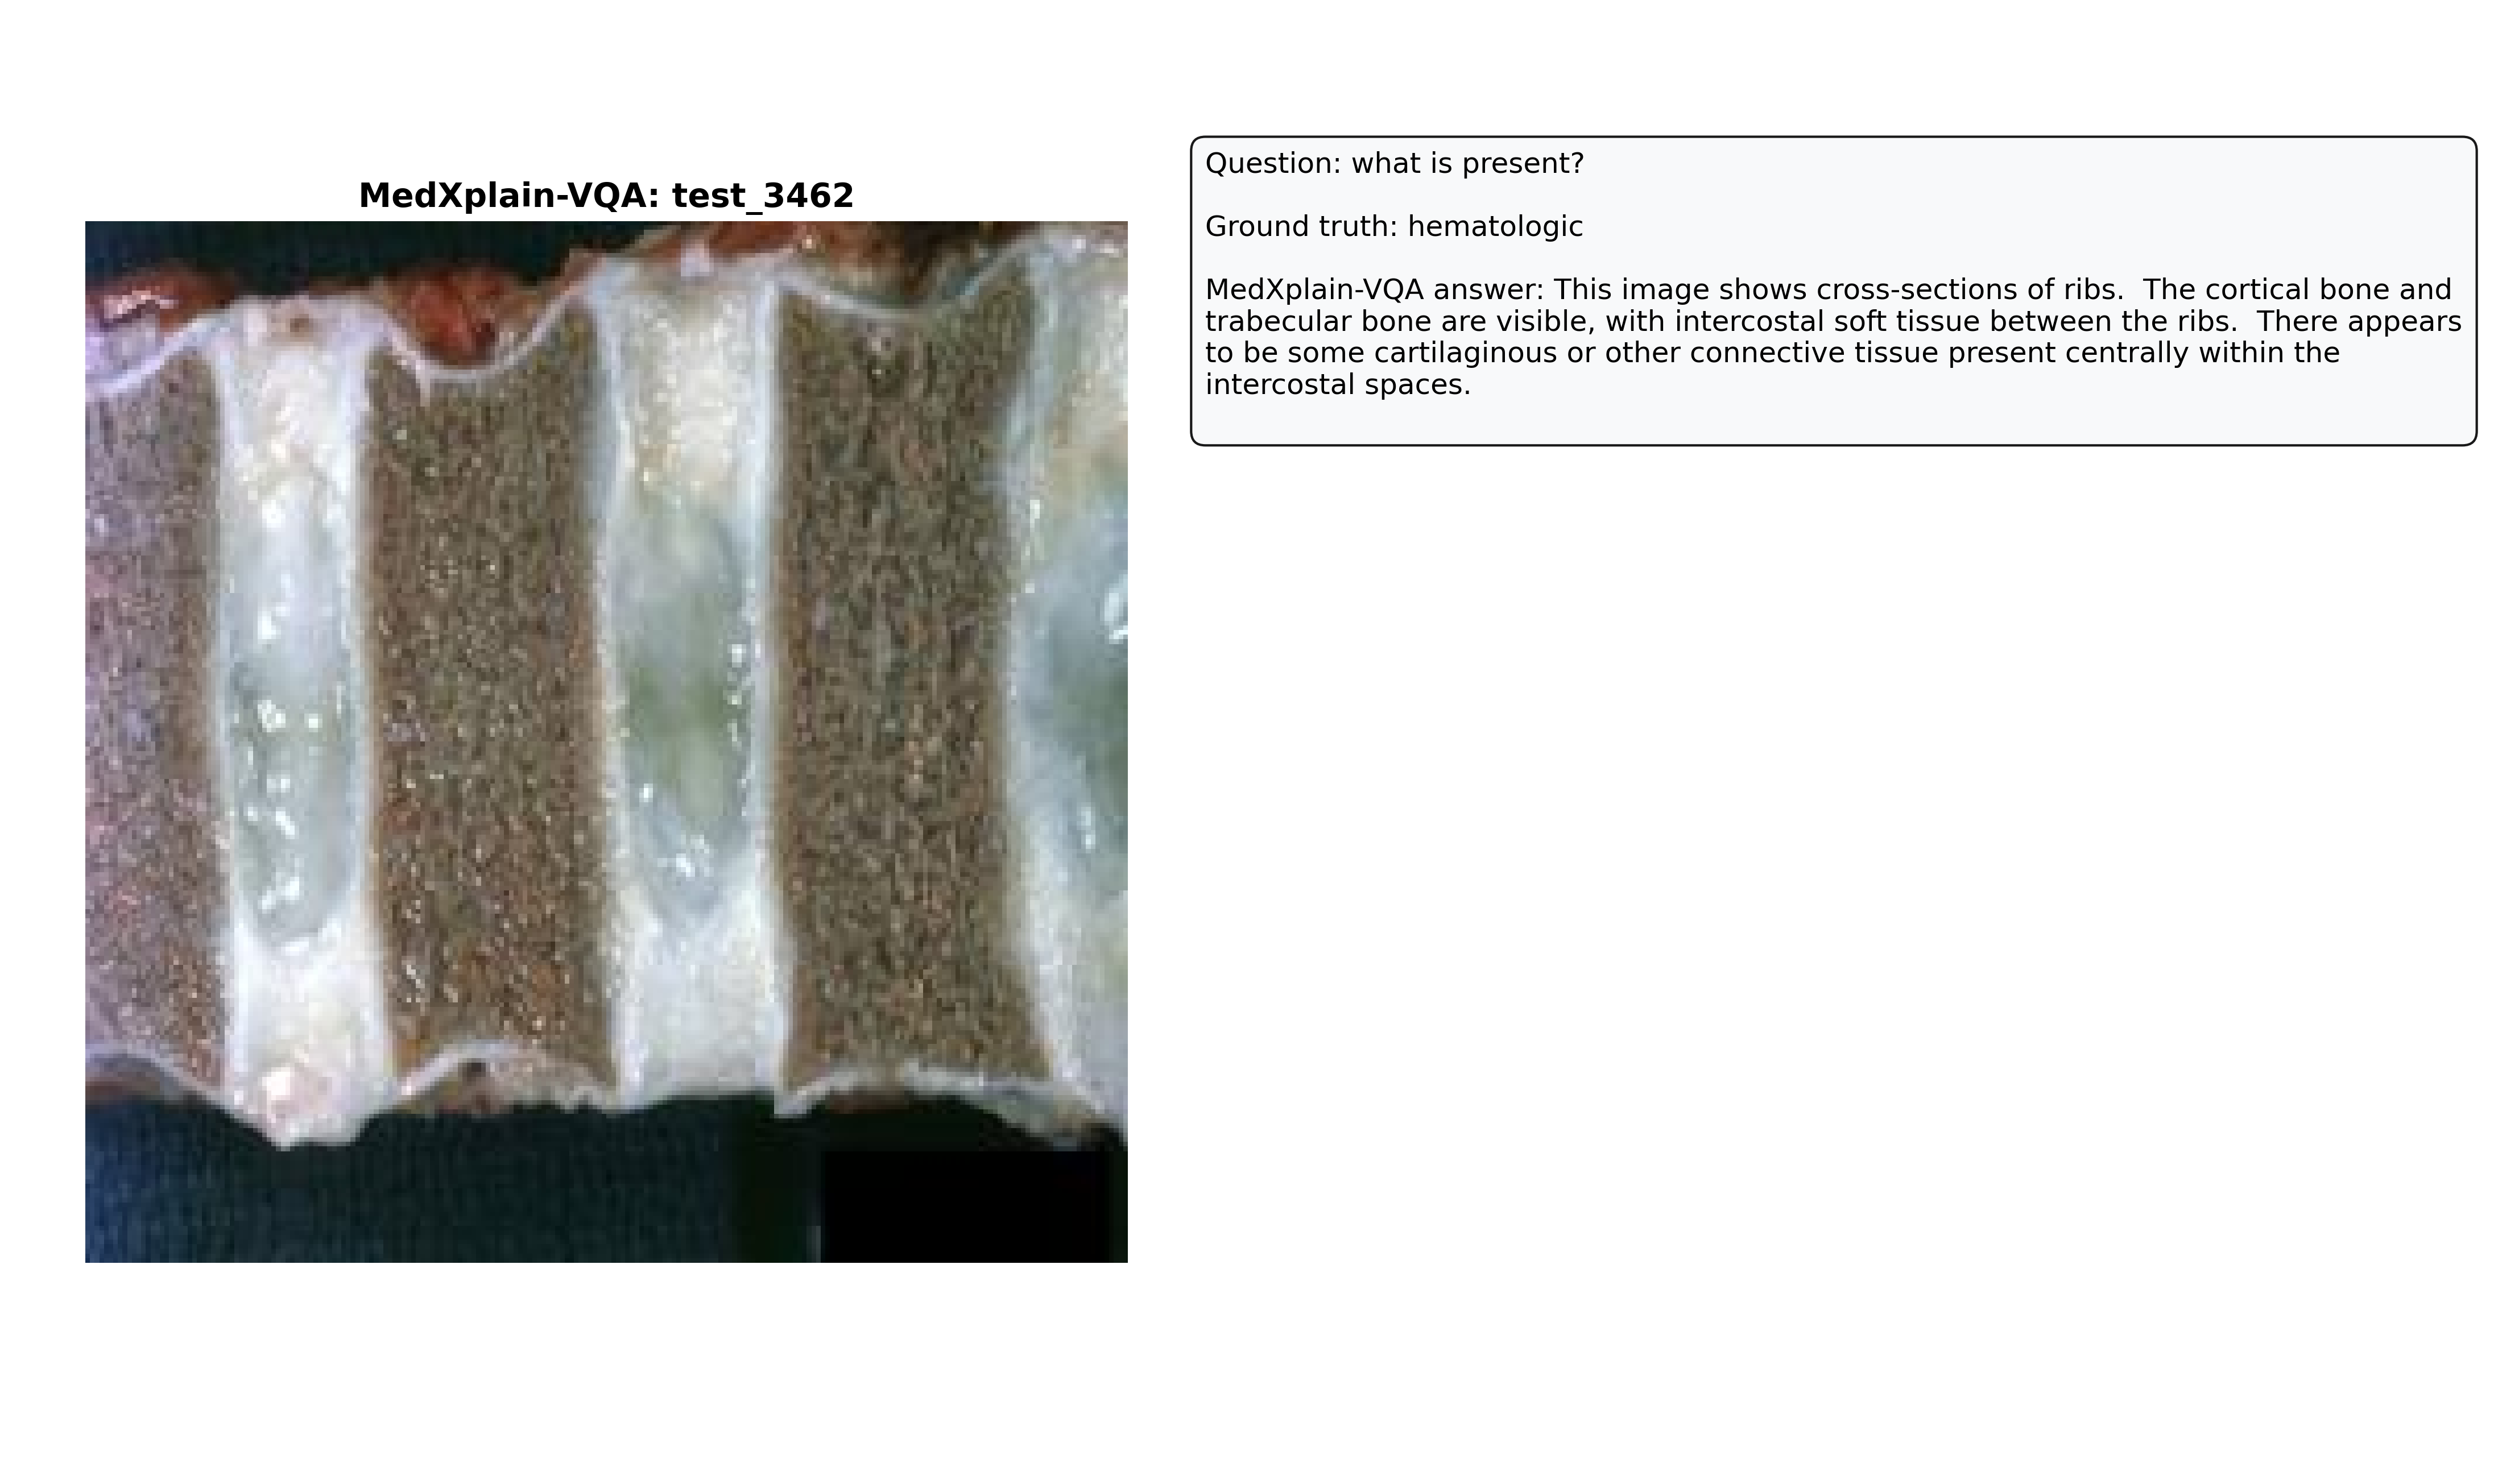 MedXplain-VQA: test_3462
Question: what is present?
Ground truth: hematologic
MedXplain-VQA answer: This image shows cross-sections of ribs.  The cortical bone and
trabecular bone are visible, with intercostal soft tissue between the ribs.  There appears
to be some cartilaginous or other connective tissue present centrally within the
intercostal spaces.